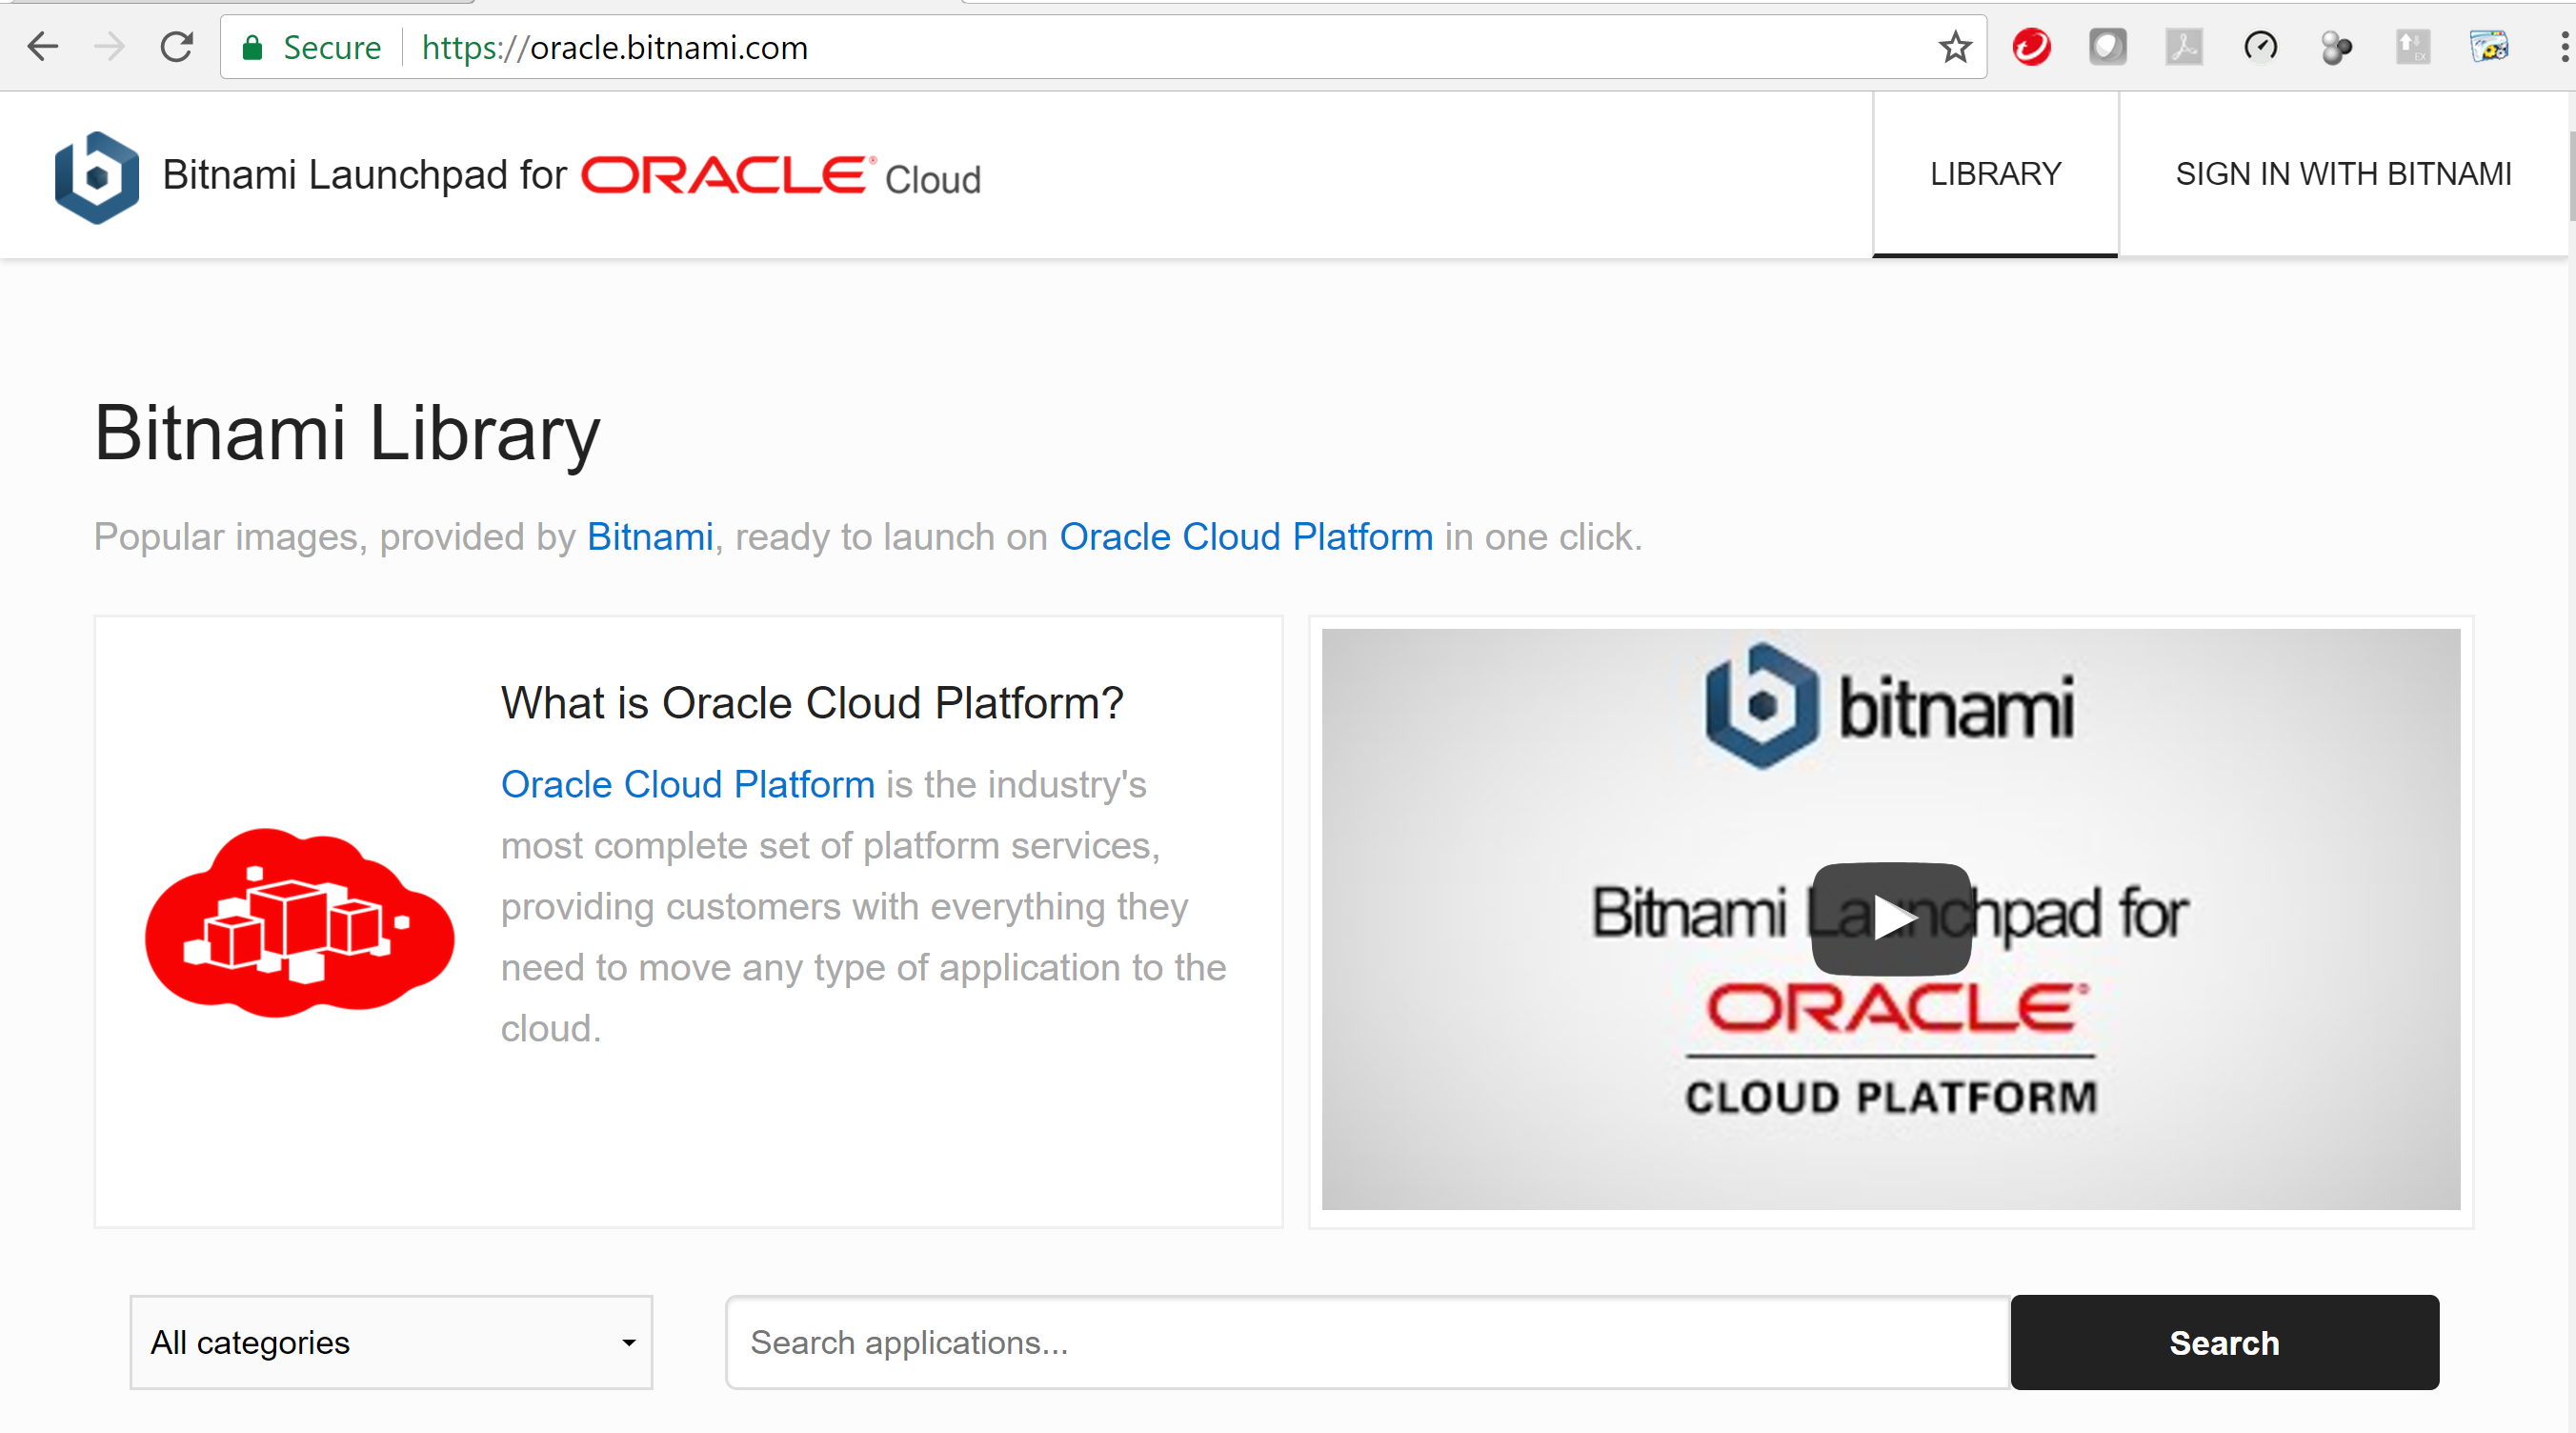 Secure https://oracle.bitnami.com
EX
Bitnami Launchpad for ORACLE® Cloud
LIBRARY
SIGN IN WITH BITNAMI
Bitnami Library
Popular images, provided by Bitnami, ready to launch on Oracle Cloud Platform in one click.
What is Oracle Cloud Platform?
Oracle Cloud Platform is the industry's
most complete set of platform services,
providing customers with everything they
need to move any type of application to the
cloud.
bitnami
Bitnami Launchpad for
ORACLE®
CLOUD PLATFORM
All categories
Search applications...
Search